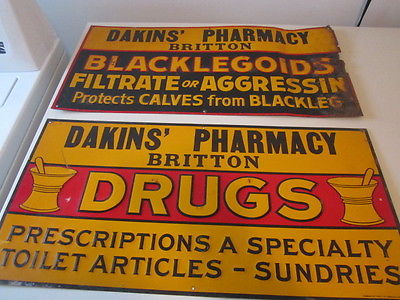 DAKINS' PHARMACY
BRITTON
BLACKLEGOIDS
FILTRATE OR AGGRESSIN
Protects CALVES from BLACKLEG
DAKINS' PHARMACY
BRITTON
DRUGS
PRESCRIPTIONS A SPECIALTY
TOILET ARTICLES - SUNDRIES